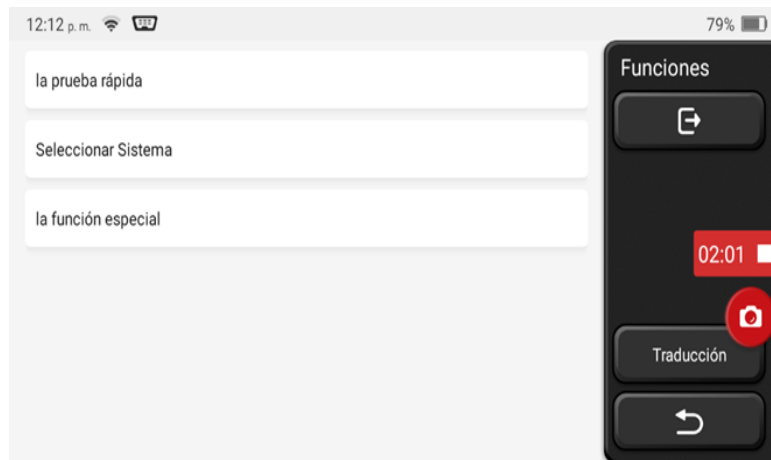 12:12 p. m.
79%
la prueba rápida
Seleccionar Sistema
la función especial
Funciones
02:01
Traducción